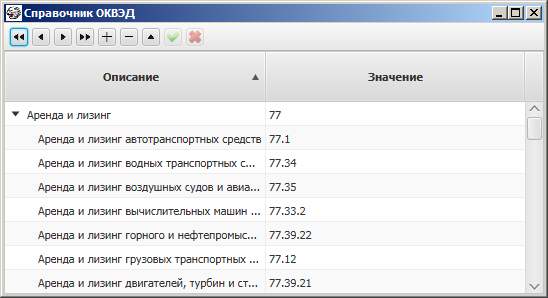 Справочник ОКВЭД
Описание Значение
Аренда и лизинг 77
Аренда и лизинг автотранспортных средств 77.1
Аренда и лизинг водных транспортных с... 77.34
Аренда и лизинг воздушных судов и авиа... 77.35
Аренда и лизинг вычислительных машин ... 77.33.2
Аренда и лизинг горного и нефтепромыс... 77.39.22
Аренда и лизинг грузовых транспортных ... 77.12
Аренда и лизинг двигателей, турбин и ст... 77.39.21